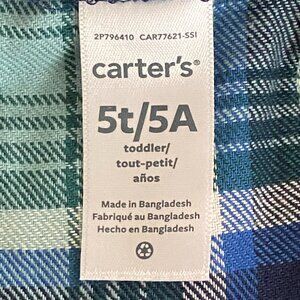 2P796410 CAR77621-SSI
carter's®
5t/5A
toddler/
tout-petit/
años
Made in Bangladesh
Fabriqué au Bangladesh
Hecho en Bangladesh